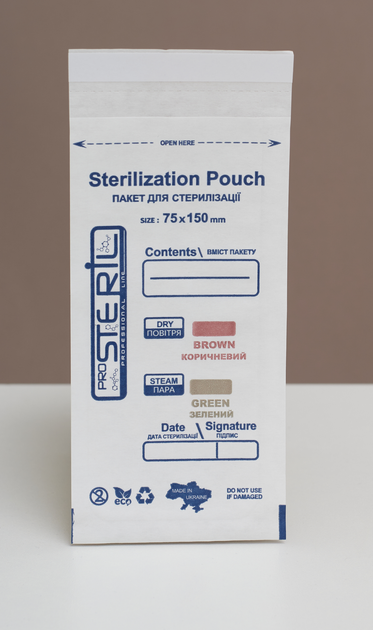 OPEN HERE
Sterilization Pouch
ПАКЕТ ДЛЯ СТЕРИЛІЗАЦІЇ
SIZE : 75x150 mm
Contents\ ВМІСТ ПАКЕТУ
PRO STERIL
PROFESSIONAL LINE
DRY
ПОВІТРЯ
BROWN
КОРИЧНЕВИЙ
STEAM
ПАРА
GREEN
ЗЕЛЕНИЙ
Date \ Signature
ДАТА СТЕРИЛІЗАЦІЇ ПІДПИС
2
eco
MADE IN
UKRAINE
DO NOT USE
IF DAMAGED